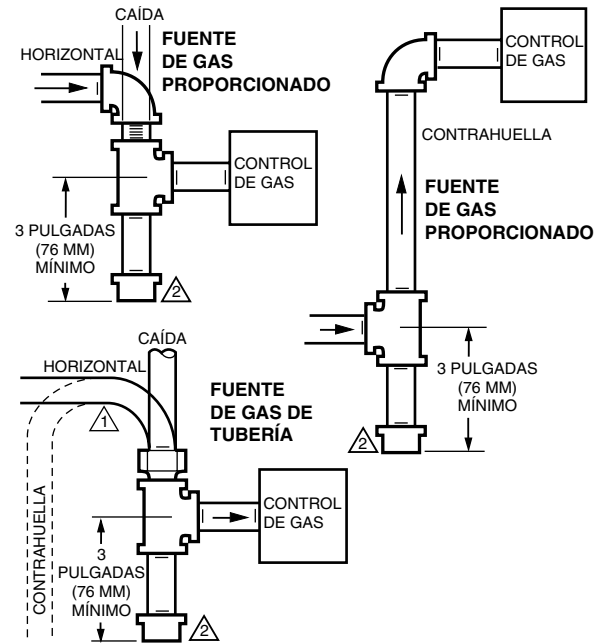 CAÍDA
HORIZONTAL
FUENTE
DE GAS
PROPORCIONADO
CONTROL
DE GAS
3 PULGADAS
(76 MM)
MÍNIMO
2
CONTROL
DE GAS
CONTRAHUELLA
FUENTE
DE GAS
PROPORCIONADO
3 PULGADAS
(76 MM)
MÍNIMO
2
CAÍDA
HORIZONTAL
1
FUENTE
DE GAS DE
TUBERÍA
CONTROL
DE GAS
CONTRAHUELLA
3
PULGADAS
(76 MM)
MÍNIMO
2